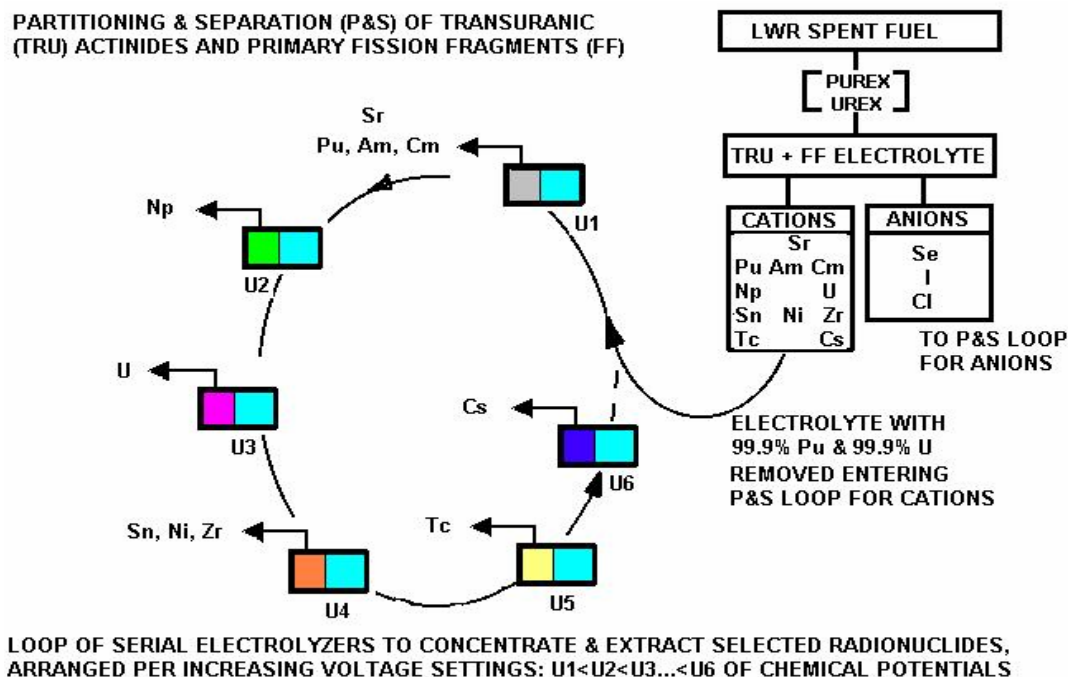 PARTITIONING & SEPARATION (P&S) OF TRANSURANIC
(TRU) ACTINIDES AND PRIMARY FISSION FRAGMENTS (FF)
LWR SPENT FUEL
PUREX
UREX
TRU + FF ELECTROLYTE
CATIONS
Sr
Pu Am Cm
Np U
Sn Ni Zr
Tc Cs
ANIONS
Se
I
Cl
TO P&S LOOP
FOR ANIONS
ELECTROLYTE WITH
99.9% Pu & 99.9% U
REMOVED ENTERING
P&S LOOP FOR CATIONS
Sr
Pu, Am, Cm
U1
Np
U2
U
U3
Sn, Ni, Zr
U4
Tc
U5
Cs
U6
LOOP OF SERIAL ELECTROLYZERS TO CONCENTRATE & EXTRACT SELECTED RADIONUCLIDES,
ARRANGED PER INCREASING VOLTAGE SETTINGS: U1<U2<U3...<U6 OF CHEMICAL POTENTIALS